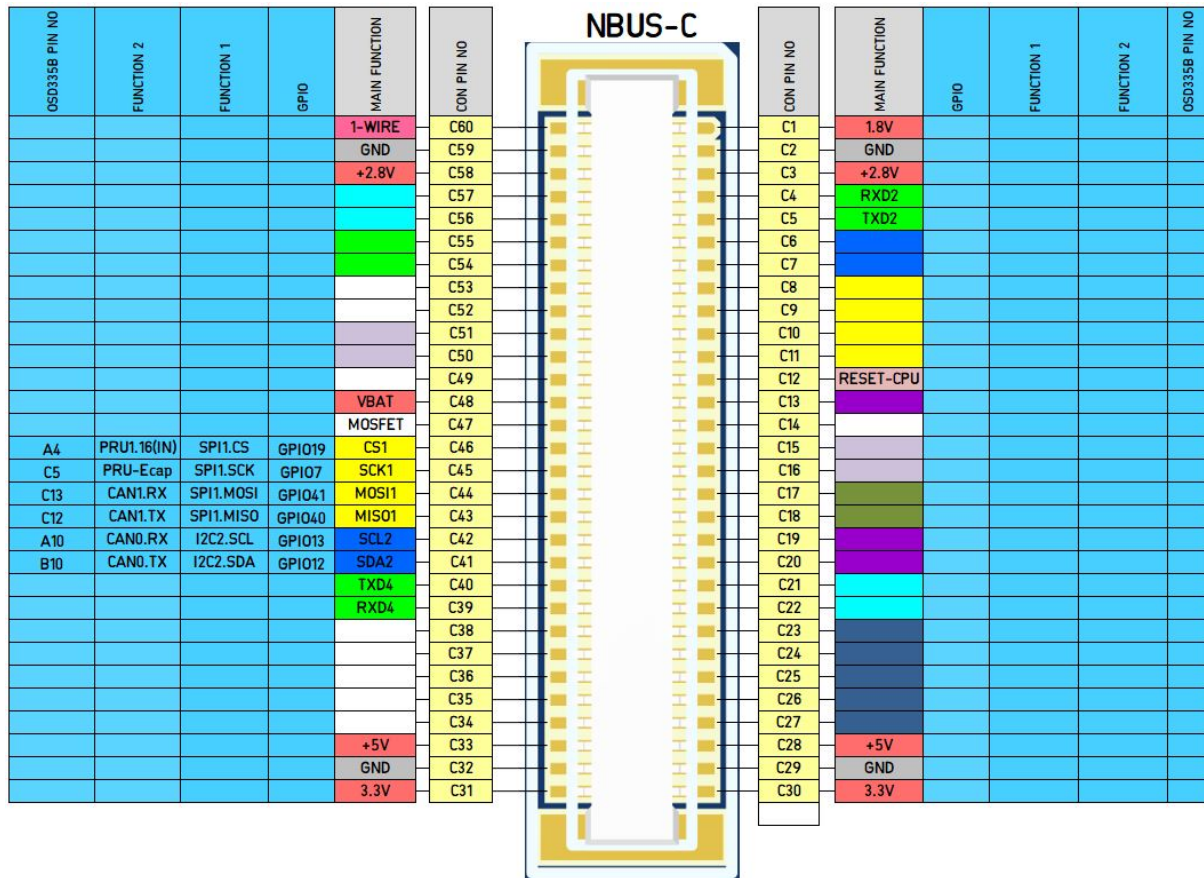 NBUS-C
OSD335B PIN NO FUNCTION 2 FUNCTION 1 GPIO MAIN FUNCTION CON PIN NO CON PIN NO MAIN FUNCTION GPIO FUNCTION 1 FUNCTION 2 OSD335B PIN NO
1-WIRE C60 C1 1.8V
GND C59 C2 GND
+2.8V C58 C3 +2.8V
C57 C4 RXD2
C56 C5 TXD2
C55 C6
C54 C7
C53 C8
C52 C9
C51 C10
C50 C11
C49 C12 RESET-CPU
VBAT C48 C13
MOSFET C47 C14
A4 PRU1.16(IN) SPI1.CS GPIO19 CS1 C46 C15
C5 PRU-Ecap SPI1.SCK GPIO7 SCK1 C45 C16
C13 CAN1.RX SPI1.MOSI GPIO41 MOSI1 C44 C17
C12 CAN1.TX SPI1.MISO GPIO40 MISO1 C43 C18
A10 CAN0.RX I2C2.SCL GPIO13 SCL2 C42 C19
B10 CAN0.TX I2C2.SDA GPIO12 SDA2 C41 C20
TXD4 C40 C21
RXD4 C39 C22
C38 C23
C37 C24
C36 C25
C35 C26
C34 C27
+5V C33 C28 +5V
GND C32 C29 GND
3.3V C31 C30 3.3V